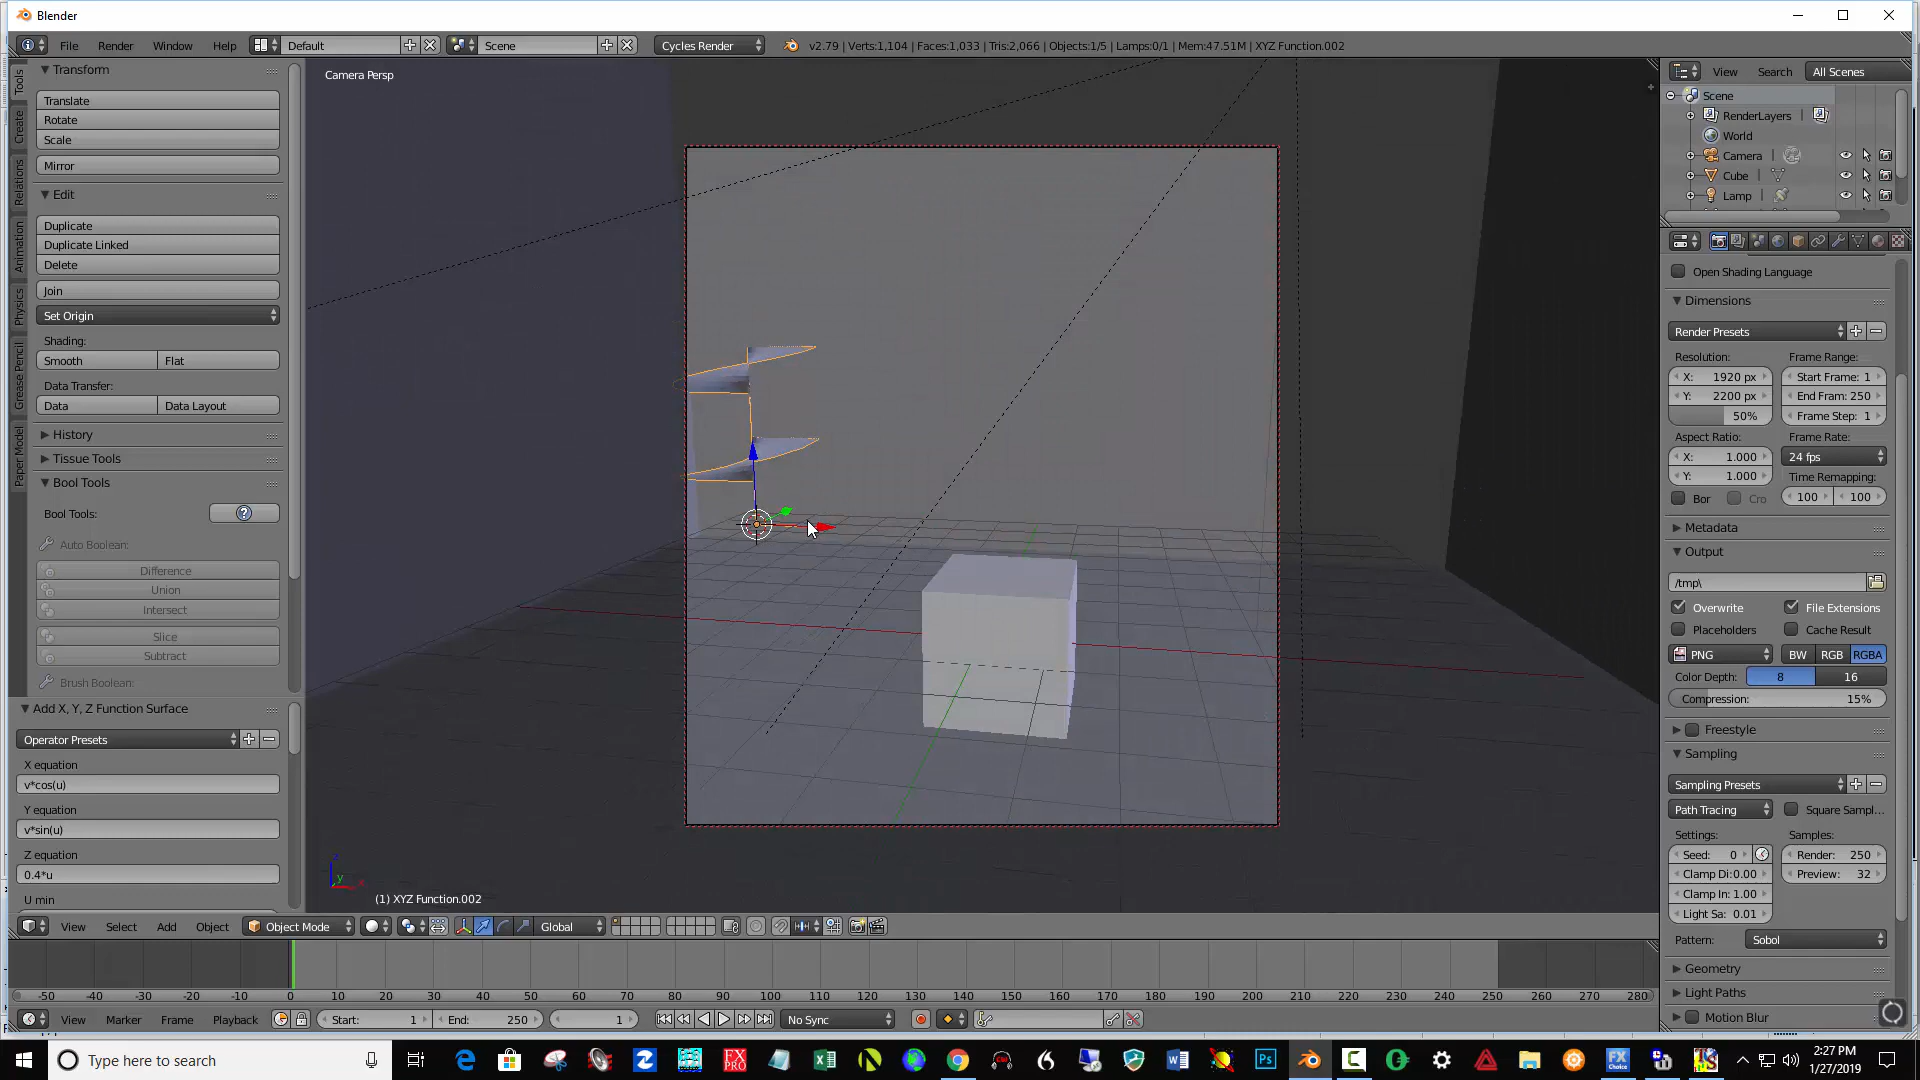 Blender
File Render Window Help Default Scene Cycles Render v2.79 | Verts:1,104 | Faces:1,033 | Tris:2,066 | Objects:1/5 | Lamps:0/1 | Mem:47.51M | XYZ Function.002
Tools
Create
Relations
Animation
Physics
Grease Pencil
Paper Model
Transform
Translate
Rotate
Scale
Mirror
Edit
Duplicate
Duplicate Linked
Delete
Join
Set Origin
Shading:
Smooth Flat
Data Transfer:
Data Data Layout
History
Tissue Tools
Bool Tools
Bool Tools:
Auto Boolean:
Difference
Union
Intersect
Slice
Subtract
Brush Boolean:
Add X, Y, Z Function Surface
Operator Presets
X equation
v*cos(u)
Y equation
v*sin(u)
Z equation
0.4*u
U min
Camera Persp
z
y
x
(1) XYZ Function.002
View Select Add Object Object Mode Global
-50 -40 -30 -20 -10 0 10 20 30 40 50 60 70 80 90 100 110 120 130 140 150 160 170 180 190 200 210 220 230 240 250 260 270 280
View Marker Frame Playback Start: 1 End: 250 1 No Sync
View Search All Scenes
Scene
RenderLayers
World
Camera
Cube
Lamp
Open Shading Language
Dimensions
Render Presets
Resolution: Frame Range:
X: 1920 px Start Frame: 1
Y: 2200 px End Fram: 250
50% Frame Step: 1
Aspect Ratio: Frame Rate:
X: 1.000 24 fps
Y: 1.000 Time Remapping:
Bor Cro 100 100
Metadata
Output
/tmp\
Overwrite File Extensions
Placeholders Cache Result
PNG BW RGB RGBA
Color Depth: 8 16
Compression: 15%
Freestyle
Sampling
Sampling Presets
Path Tracing Square Sampl...
Settings: Samples:
Seed: 0 Render: 250
Clamp Di:0.00 Preview: 32
Clamp In: 1.00
Light Sa: 0.01
Pattern: Sobol
Geometry
Light Paths
Motion Blur
Type here to search
2:27 PM
1/27/2019